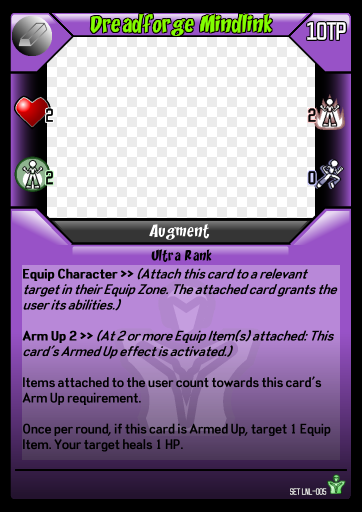 Dreadforge Mindlink
10TP
2
2
2
0
Augment
Ultra Rank
Equip Character >> (Attach this card to a relevant
target in their Equip Zone. The attached card grants the
user its abilities.)
Arm Up 2 >> (At 2 or more Equip Item(s) attached: This
card's Armed Up effect is activated.)
Items attached to the user count towards this card's
Arm Up requirement.
Once per round, if this card is Armed Up, target 1 Equip
Item. Your target heals 1 HP.
SET LNL-005